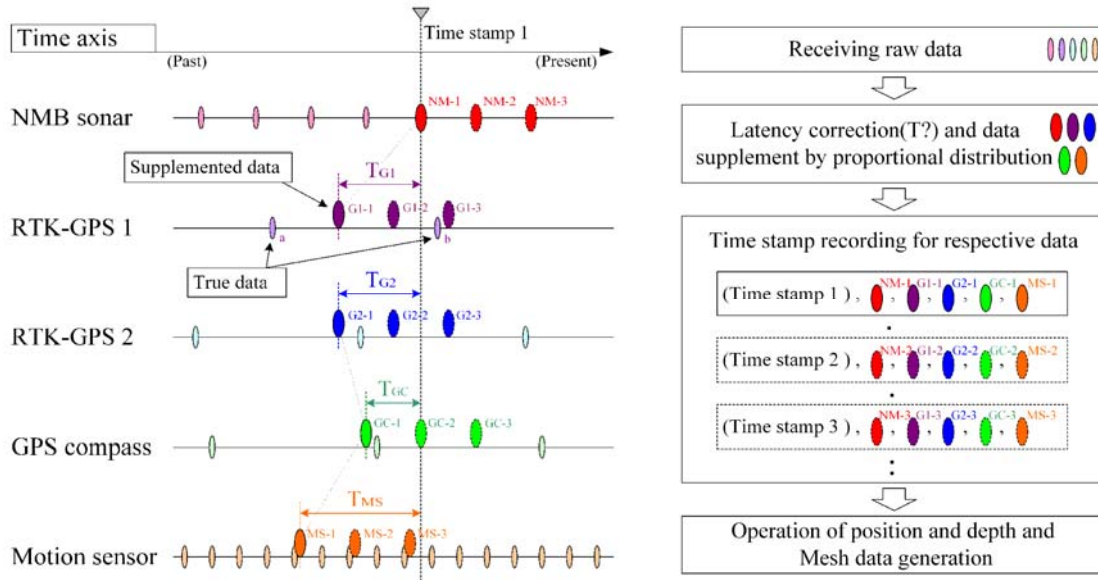 Time axis
Time stamp 1
(Past)
(Present)
NMB sonar
NM-1
NM-2
NM-3
Supplemented data
TG1
RTK-GPS 1
G1-1
G1-2
G1-3
a
b
True data
TG2
RTK-GPS 2
G2-1
G2-2
G2-3
TGC
GPS compass
GC-1
GC-2
GC-3
TMS
Motion sensor
MS-1
MS-2
MS-3
Receiving raw data
Latency correction(T?) and data
supplement by proportional distribution
Time stamp recording for respective data
(Time stamp 1 ) , NM-1 , G1-1 , G2-1 , GC-1 , MS-1
(Time stamp 2 ) , NM-2 , G1-2 , G2-2 , GC-2 , MS-2
(Time stamp 3 ) , NM-3 , G1-3 , G2-3 , GC-3 , MS-3
Operation of position and depth and
Mesh data generation